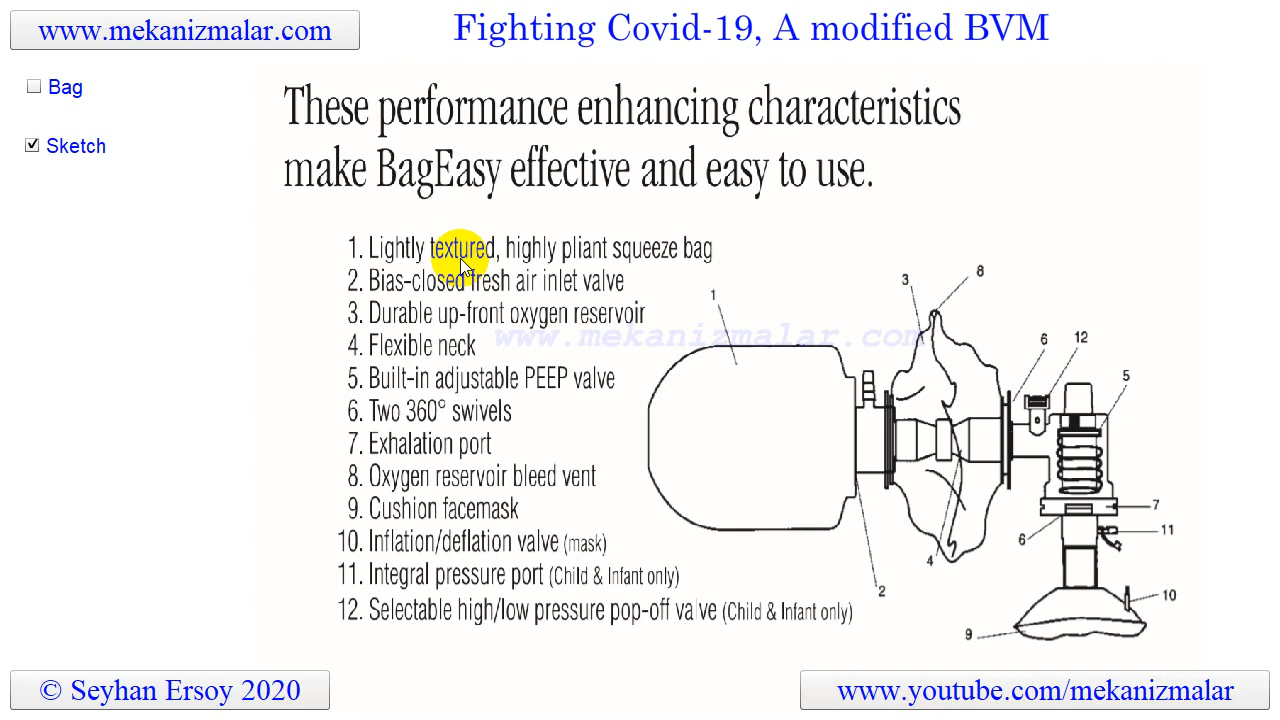 www.mekanizmalar.com
Fighting Covid-19, A modified BVM
Bag
Sketch
These performance enhancing characteristics
make BagEasy effective and easy to use.
1. Lightly textured, highly pliant squeeze bag
2. Bias-closed fresh air inlet valve
3. Durable up-front oxygen reservoir
4. Flexible neck
5. Built-in adjustable PEEP valve
6. Two 360° swivels
7. Exhalation port
8. Oxygen reservoir bleed vent
9. Cushion facemask
10. Inflation/deflation valve (mask)
11. Integral pressure port (Child & Infant only)
12. Selectable high/low pressure pop-off valve (Child & Infant only)
www.mekanizmalar.com
1
3
8
6
12
5
7
6
11
4
2
10
9
© Seyhan Ersoy 2020
www.youtube.com/mekanizmalar